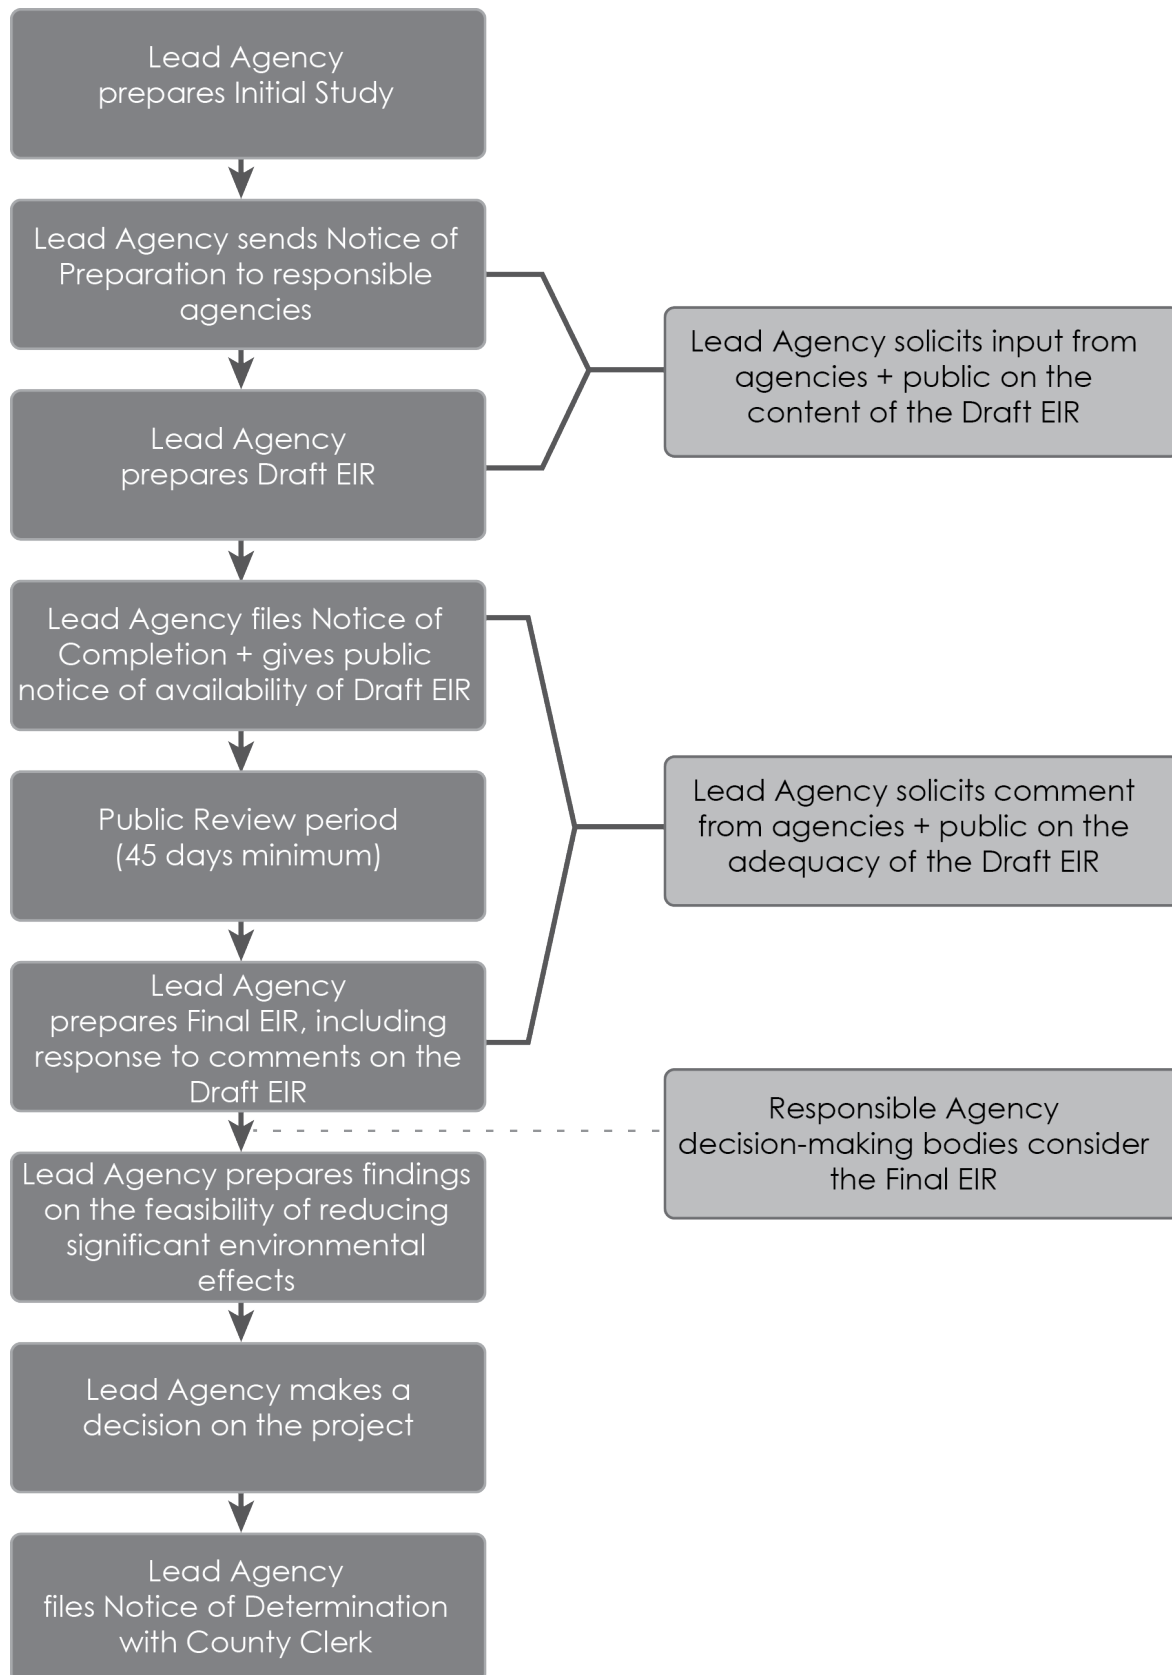 Lead Agency
prepares Initial Study
Lead Agency sends Notice of
Preparation to responsible
agencies
Lead Agency solicits input from
agencies + public on the
content of the Draft EIR
Lead Agency
prepares Draft EIR
Lead Agency files Notice of
Completion + gives public
notice of availability of Draft EIR
Public Review period
(45 days minimum)
Lead Agency solicits comment
from agencies + public on the
adequacy of the Draft EIR
Lead Agency
prepares Final EIR, including
response to comments on the
Draft EIR
Responsible Agency
decision-making bodies consider
the Final EIR
Lead Agency prepares findings
on the feasibility of reducing
significant environmental
effects
Lead Agency makes a
decision on the project
Lead Agency
files Notice of Determination
with County Clerk